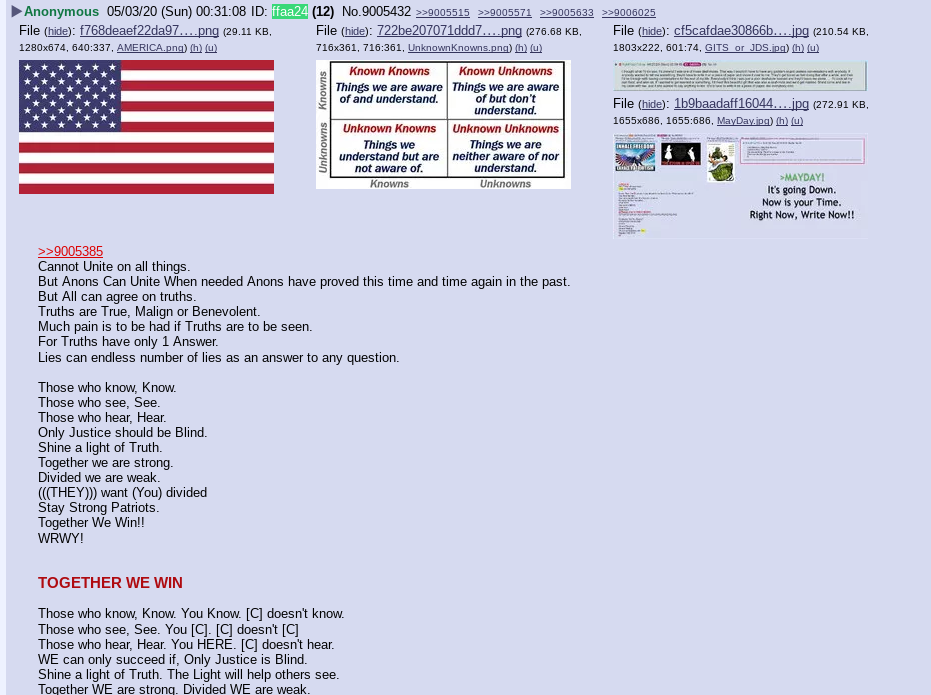 Anonymous 05/03/20 (Sun) 00:31:08 ID: ffaa24 (12) No.9005432 >>9005515 >>9005571 >>9005633 >>9006025
File (hide): f768deaef22da97….png (29.11 KB, 1280x674, 640:337, AMERICA.png) (h) (u)
File (hide): 722be207071ddd7….png (276.68 KB, 716x361, 716:361, UnknownKnowns.png) (h) (u)
Knowns
Unknowns
Known Knowns
Things we are aware of and understand.
Known Unknowns
Things we are aware of but don't understand.
Unknown Knowns
Things we understand but are not aware of.
Unknown Unknowns
Things we are neither aware of nor understand.
Knowns
Unknowns
File (hide): cf5cafdae30866b….jpg (210.54 KB, 1803x222, 601:74, GITS_or_JDS.jpg) (h) (u)
File (hide): 1b9baadaff16044….jpg (272.91 KB, 1655x686, 1655:686, MayDay.jpg) (h) (u)
>MAYDAY!
It's going Down.
Now is your Time.
Right Now, Write Now!!
>>9005385
Cannot Unite on all things.
But Anons Can Unite When needed Anons have proved this time and time again in the past.
But All can agree on truths.
Truths are True, Malign or Benevolent.
Much pain is to be had if Truths are to be seen.
For Truths have only 1 Answer.
Lies can endless number of lies as an answer to any question.
Those who know, Know.
Those who see, See.
Those who hear, Hear.
Only Justice should be Blind.
Shine a light of Truth.
Together we are strong.
Divided we are weak.
(((THEY))) want (You) divided
Stay Strong Patriots.
Together We Win!!
WRWY!
TOGETHER WE WIN
Those who know, Know. You Know. [C] doesn't know.
Those who see, See. You [C]. [C] doesn't [C]
Those who hear, Hear. You HERE. [C] doesn't hear.
WE can only succeed if, Only Justice is Blind.
Shine a light of Truth. The Light will help others see.
Together WE are strong. Divided WE are weak.